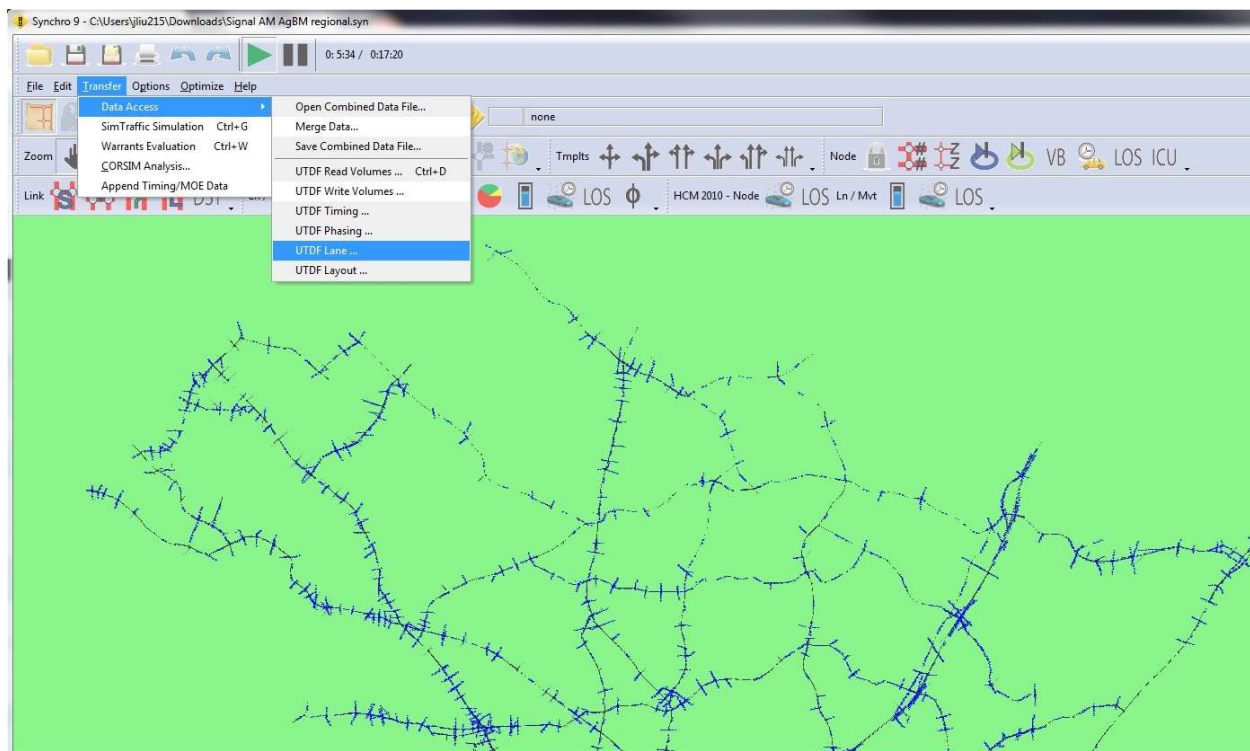 Synchro 9 - C:\Users\jliu215\Downloads\Signal AM AgBM regional.syn
0: 5:34 / 0:17:20
File Edit Transfer Options Optimize Help
Data Access
Open Combined Data File...
none
SimTraffic Simulation Ctrl+G
Merge Data...
Warrants Evaluation Ctrl+W
Save Combined Data File...
Zoom
Tmplts
Node
VB
LOS ICU
CORSIM Analysis...
UTDF Read Volumes ... Ctrl+D
Append Timing/MOE Data
UTDF Write Volumes ...
Link
LOS
Φ
HCM 2010 - Node
LOS
Ln / Mvt
LOS
UTDF Timing ...
UTDF Phasing ...
UTDF Lane ...
UTDF Layout ...